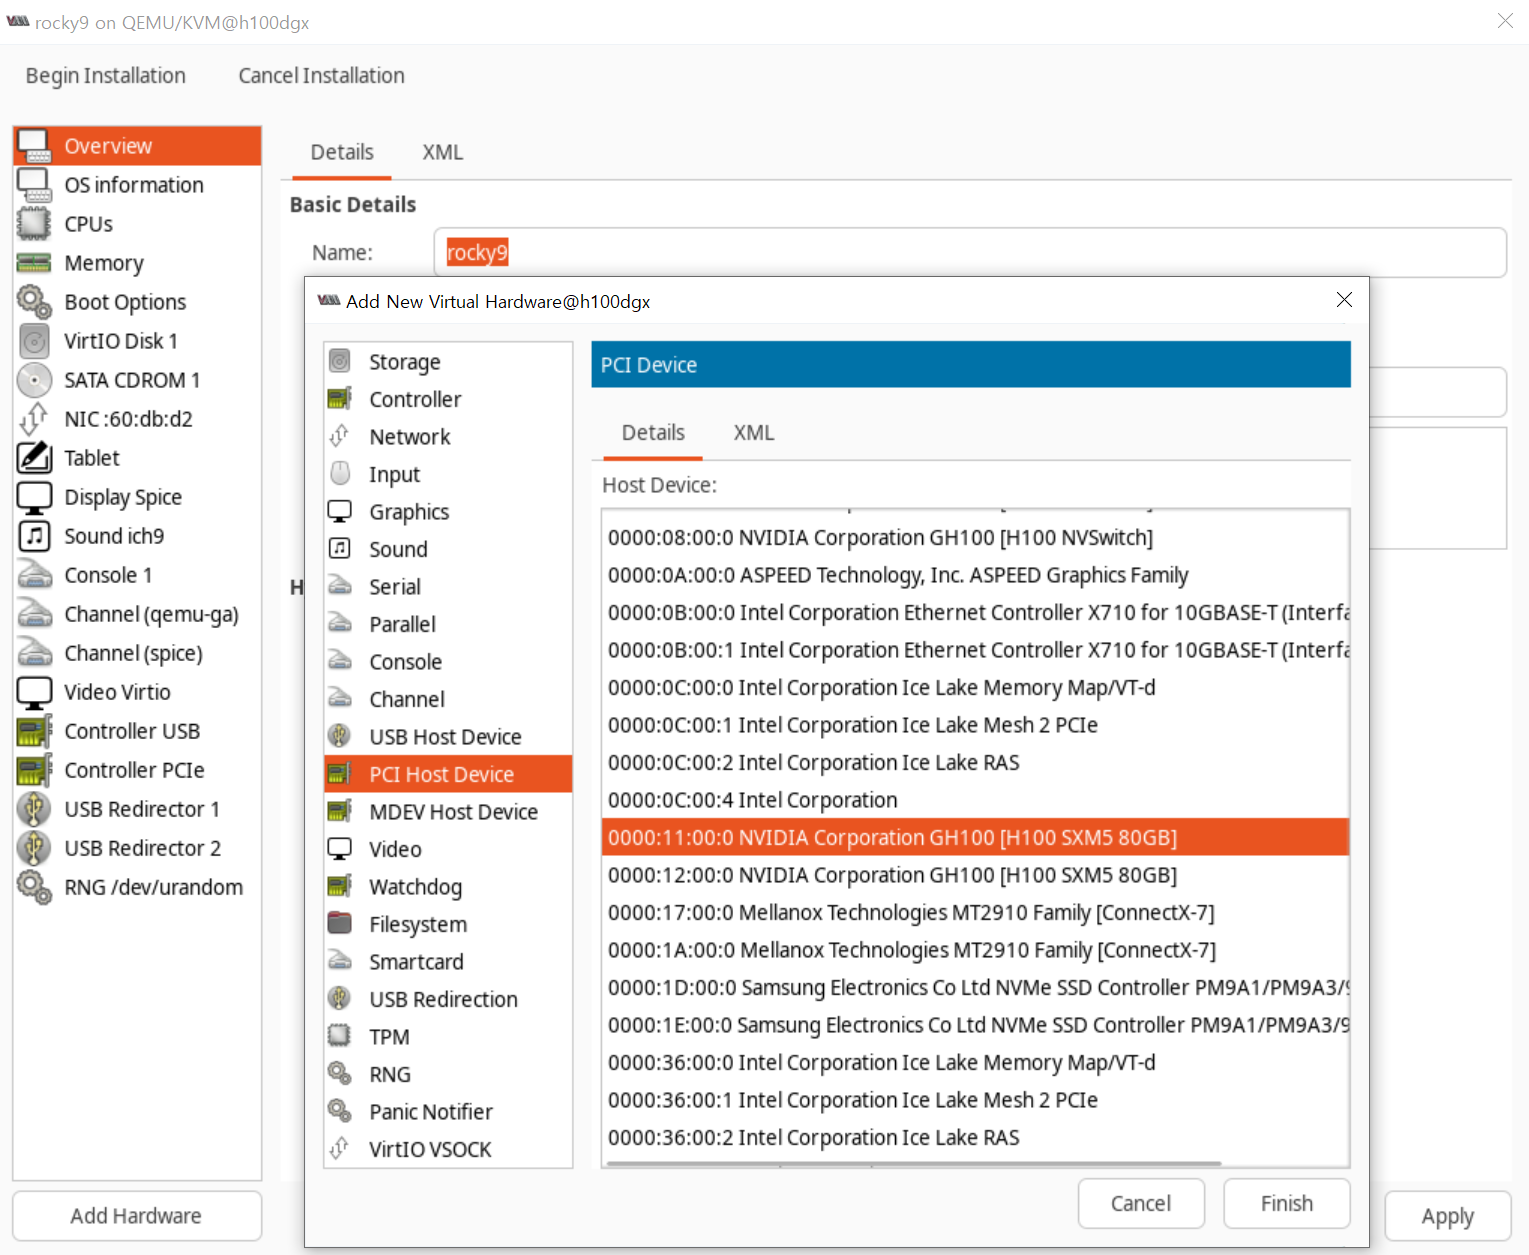 rocky9 on QEMU/KVM@h100dgx
Begin Installation
Cancel Installation
Overview
OS information
CPUs
Memory
Boot Options
VirtIO Disk 1
SATA CDROM 1
NIC :60:db:d2
Tablet
Display Spice
Sound ich9
Console 1
Channel (qemu-ga)
Channel (spice)
Video Virtio
Controller USB
Controller PCIe
USB Redirector 1
USB Redirector 2
RNG /dev/urandom
Add Hardware
Details
XML
Basic Details
Name:
rocky9
H
Add New Virtual Hardware@h100dgx
Storage
Controller
Network
Input
Graphics
Sound
Serial
Parallel
Console
Channel
USB Host Device
PCI Host Device
MDEV Host Device
Video
Watchdog
Filesystem
Smartcard
USB Redirection
TPM
RNG
Panic Notifier
VirtIO VSOCK
PCI Device
Details
XML
Host Device:
0000:08:00:0 NVIDIA Corporation GH100 [H100 NVSwitch]
0000:0A:00:0 ASPEED Technology, Inc. ASPEED Graphics Family
0000:0B:00:0 Intel Corporation Ethernet Controller X710 for 10GBASE-T (Interfa
0000:0B:00:1 Intel Corporation Ethernet Controller X710 for 10GBASE-T (Interfa
0000:0C:00:0 Intel Corporation Ice Lake Memory Map/VT-d
0000:0C:00:1 Intel Corporation Ice Lake Mesh 2 PCIe
0000:0C:00:2 Intel Corporation Ice Lake RAS
0000:0C:00:4 Intel Corporation
0000:11:00:0 NVIDIA Corporation GH100 [H100 SXM5 80GB]
0000:12:00:0 NVIDIA Corporation GH100 [H100 SXM5 80GB]
0000:17:00:0 Mellanox Technologies MT2910 Family [ConnectX-7]
0000:1A:00:0 Mellanox Technologies MT2910 Family [ConnectX-7]
0000:1D:00:0 Samsung Electronics Co Ltd NVMe SSD Controller PM9A1/PM9A3/9
0000:1E:00:0 Samsung Electronics Co Ltd NVMe SSD Controller PM9A1/PM9A3/9
0000:36:00:0 Intel Corporation Ice Lake Memory Map/VT-d
0000:36:00:1 Intel Corporation Ice Lake Mesh 2 PCIe
0000:36:00:2 Intel Corporation Ice Lake RAS
Cancel
Finish
Apply